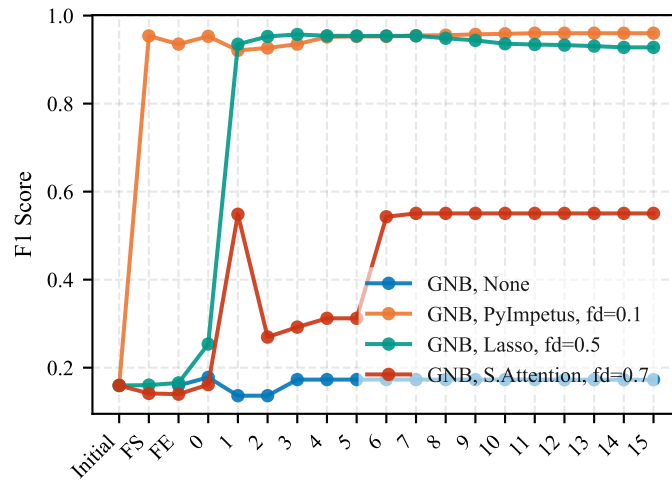 1.0
0.8
0.6
0.4
0.2
F1 Score
GNB, None
GNB, PyImpetus, fd=0.1
GNB, Lasso, fd=0.5
GNB, S.Attention, fd=0.7
Initial FS FE 0 1 2 3 4 5 6 7 8 9 10 11 12 13 14 15